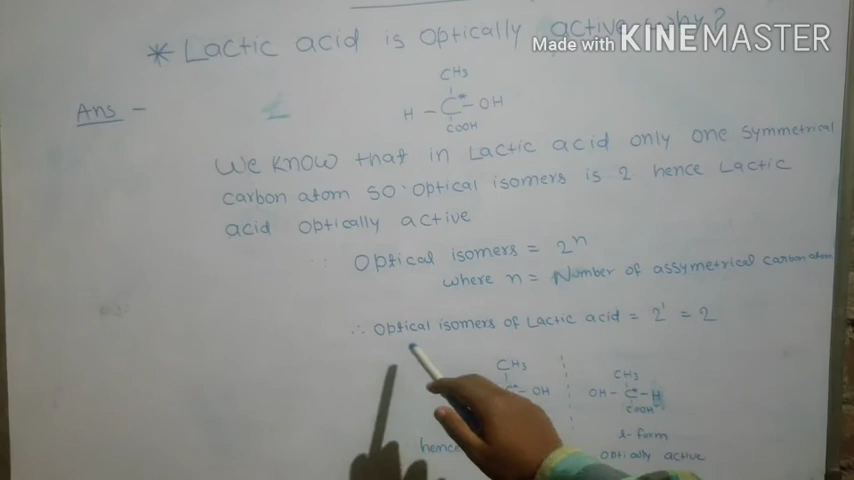 * Lactic acid is optically active, why?
Made with KINEMASTER
CH3
Ans -
H - C* - OH
COOH
We know that in Lactic acid only one symmetrical
carbon atom so optical isomers is 2 hence Lactic
acid optically active
Optical isomers = 2^n
where n = Number of assymetrical carbon atom
∴ Optical isomers of Lactic acid = 2^1 = 2
CH3
C* - OH
CH3
OH - C* - H
COOH
l-form
hence
optically active